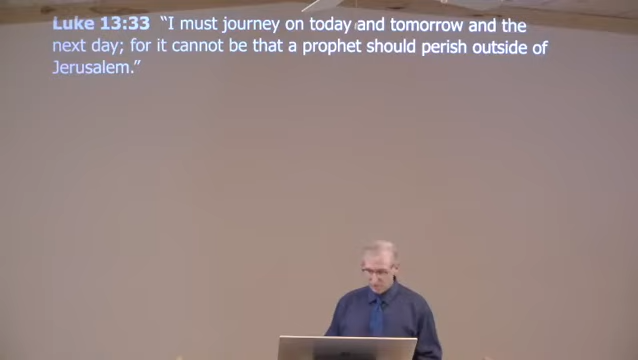 Luke 13:33 “I must journey on today and tomorrow and the
next day; for it cannot be that a prophet should perish outside of
Jerusalem.”